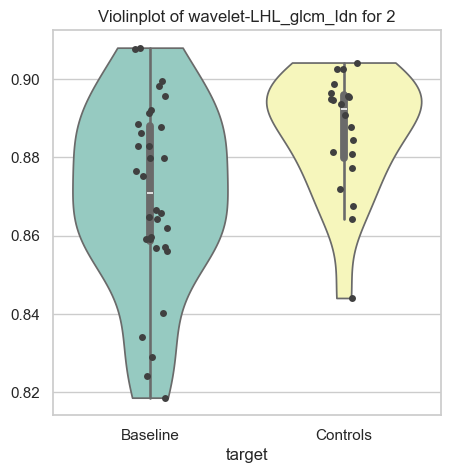 Violinplot of wavelet-LHL_glcm_Idn for 2
0.90
0.88
0.86
0.84
0.82
Baseline
Controls
target